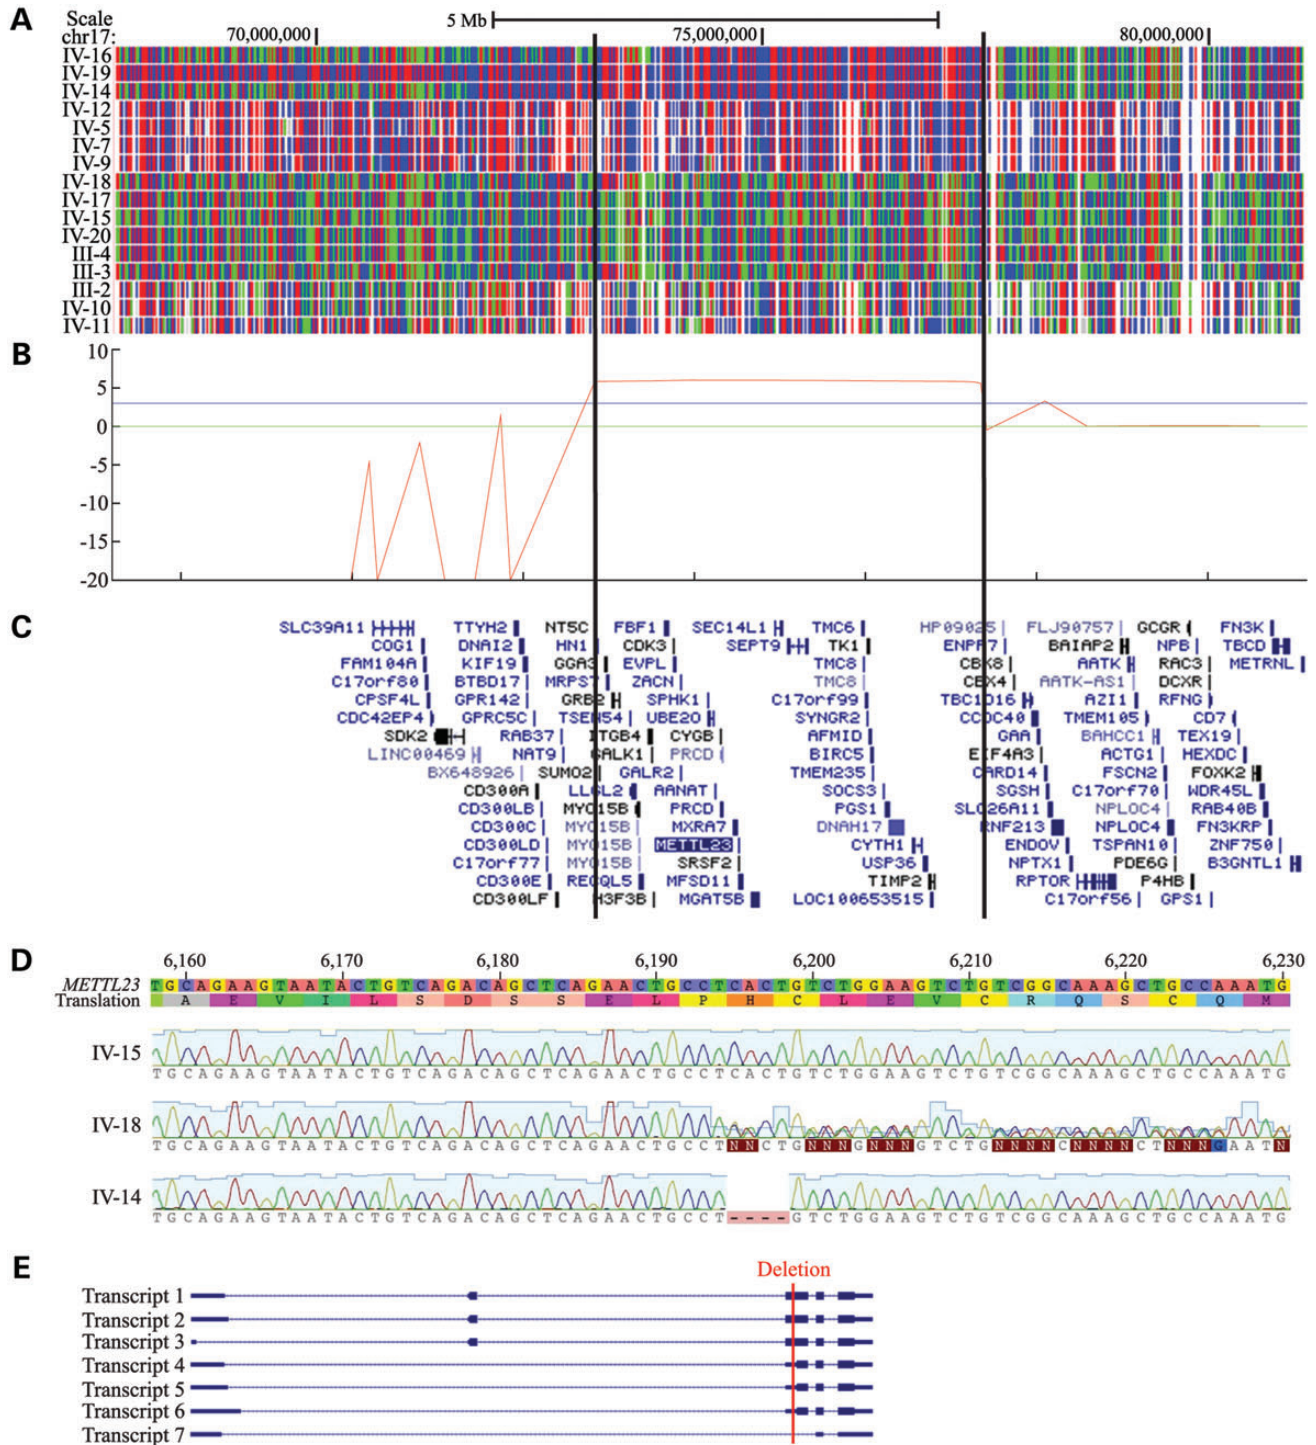 A
Scale 5 Mb
chr17: 70,000,000 75,000,000 80,000,000
IV-16
IV-19
IV-14
IV-12
IV-5
IV-7
IV-9
IV-18
IV-17
IV-15
IV-20
III-4
III-3
III-2
IV-10
IV-11
B
10
5
0
-5
-10
-15
-20
C
SLC39A11 TTYH2 NT5C FBF1 SEC14L1 TMC6 HP09025 FLJ90757 GCGR FN3K
COG1 DNAI2 HN1 CDK3 SEPT9 TK1 ENPP7 BAIAP2 NPB TBCD
FAM104A KIF19 GGA3 EVPL TMC8 CBX8 AATK RAC3 METRNL
C17orf80 BTBD17 MRPS7 ZACN TMC8 CBX4 AATK-AS1 DCXR
CPSF4L GPR142 GRB2 SPHK1 C17orf99 TBC1D16 AZI1 RFNG
CDC42EP4 GPRC5C TSEN54 UBE2O SYNGR2 CCDC40 TMEM105 CD7
SDK2 RAB37 ITGB4 CYGB AFMID GAA BAHCC1 TEX19
LINC00469 NAT9 GALK1 PRCD BIRC5 EIF4A3 ACTG1 HEXDC
BX648926 SUMO2 GALR2 TMEM235 CARD14 FSCN2 FOXK2
CD300A LLGL2 AANAT SOCS3 SGSH C17orf70 WDR45L
CD300LB MYO15B PRCD PGS1 SLC26A11 NPLOC4 RAB40B
CD300C MYO15B MXRA7 DNAH17 RNF213 NPLOC4 FN3KRP
CD300LD MYO15B METTL23 CYTH1 ENDOV TSPAN10 ZNF750
C17orf77 MYO15B SRSF2 USP36 NPTX1 PDE6G B3GNTL1
CD300E RECQL5 MFSD11 TIMP2 RPTOR P4HB
CD300LF H3F3B MGAT5B LOC100653515 C17orf56 GPS1
D
6,160 6,170 6,180 6,190 6,200 6,210 6,220 6,230
METTL23 TGCAGAAGTAATACTGTCAGACAGCTCAGAACTGCCTCACTGTCTGGAAGTCTGTCGGCAAAGCTGCCAAATG
Translation A E V I L S D S S E L P H C L E V C R Q S C Q M
IV-15
TGCAGAAGTAATACTGTCAGACAGCTCAGAACTGCCTCACTGTCTGGAAGTCTGTCGGCAAAGCTGCCAAATG
IV-18
TGCAGAAGTAATACTGTCAGACAGCTCAGAACTGCCTNNCTGNNNGNNNGTCTGNNNNCNNNNCTNNNGAATN
IV-14
TGCAGAAGTAATACTGTCAGACAGCTCAGAACTGCCT----GTCTGGAAGTCTGTCGGCAAAGCTGCCAAATG
E
Deletion
Transcript 1
Transcript 2
Transcript 3
Transcript 4
Transcript 5
Transcript 6
Transcript 7